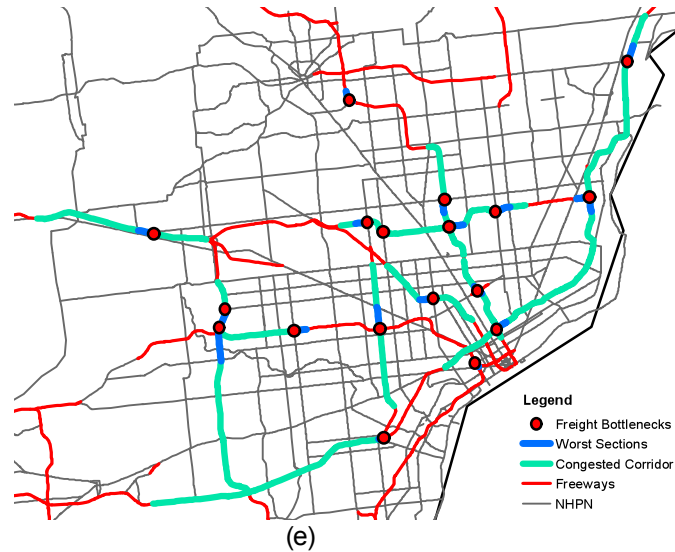 Legend
Freight Bottlenecks
Worst Sections
Congested Corridor
Freeways
NHPN
(e)